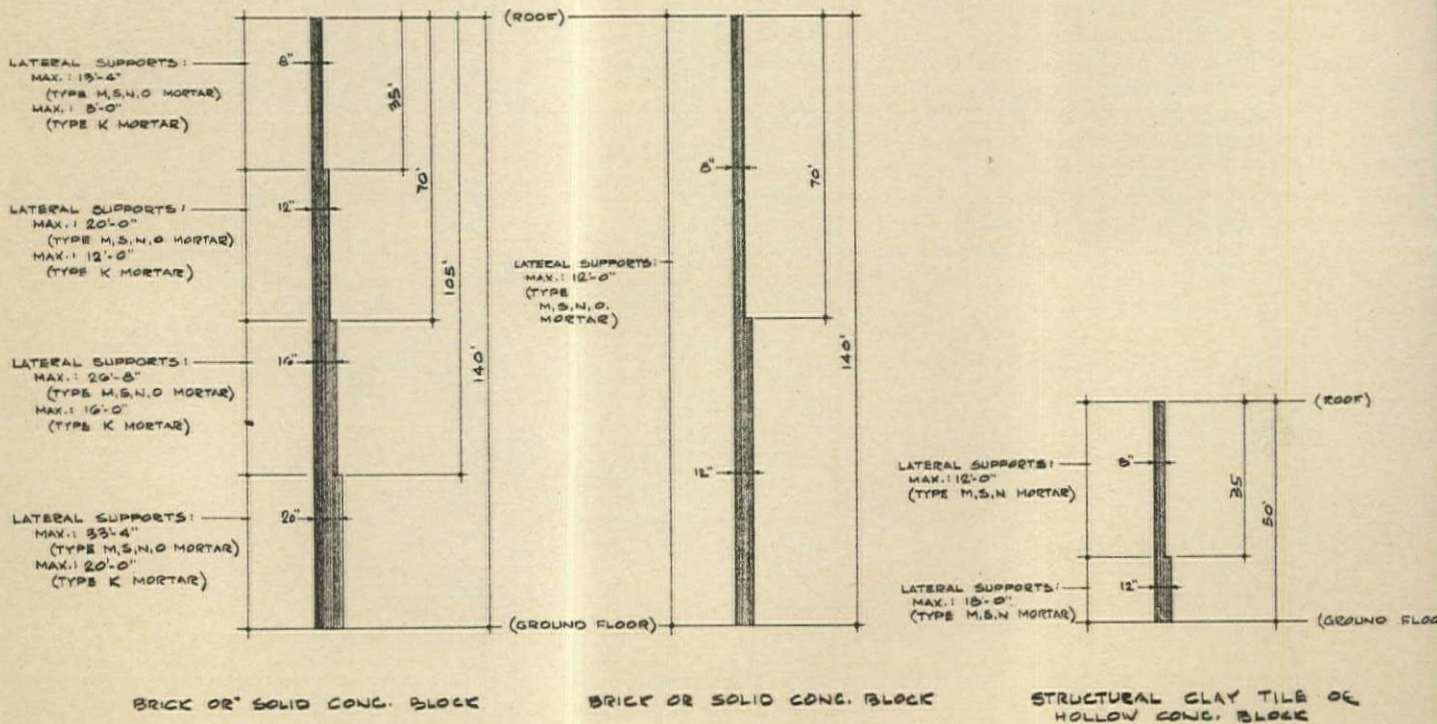 (ROOF)
LATERAL SUPPORTS:
MAX.: 13'-4"
(TYPE M,S,N,O MORTAR)
MAX.: 8'-0"
(TYPE K MORTAR)
8"
35'
LATERAL SUPPORTS:
MAX.: 20'-0"
(TYPE M,S,N,O MORTAR)
MAX.: 12'-0"
(TYPE K MORTAR)
12"
70'
105'
LATERAL SUPPORTS:
MAX.: 26'-8"
(TYPE M,S,N,O MORTAR)
MAX.: 16'-0"
(TYPE K MORTAR)
16"
140'
LATERAL SUPPORTS:
MAX.: 33'-4"
(TYPE M,S,N,O MORTAR)
MAX.: 20'-0"
(TYPE K MORTAR)
20"
(GROUND FLOOR)
BRICK OR SOLID CONC. BLOCK
8"
70'
LATERAL SUPPORTS:
MAX.: 12'-0"
(TYPE
M,S,N,O.
MORTAR)
140'
12"
BRICK OR SOLID CONC. BLOCK
(ROOF)
LATERAL SUPPORTS:
MAX.: 12'-0"
(TYPE M,S,N MORTAR)
8"
35'
50'
LATERAL SUPPORTS:
MAX.: 18'-0"
(TYPE M,S,N MORTAR)
12"
(GROUND FLOO
STRUCTURAL CLAY TILE OR
HOLLOW CONC. BLOCK